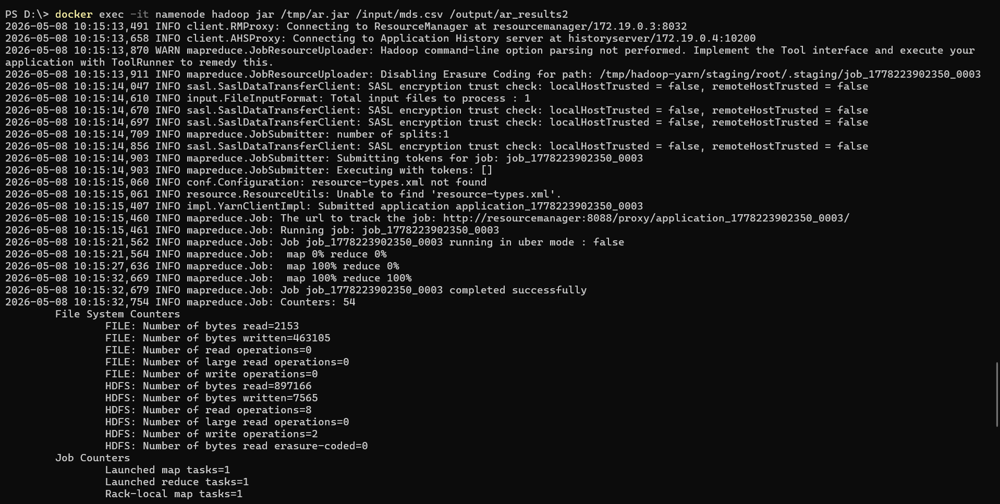 PS D:\> docker exec -it namenode hadoop jar /tmp/ar.jar /input/mds.csv /output/ar_results2
2026-05-08 10:15:13,491 INFO client.RMProxy: Connecting to ResourceManager at resourcemanager/172.19.0.3:8032
2026-05-08 10:15:13,658 INFO client.AHSProxy: Connecting to Application History server at historyserver/172.19.0.4:10200
2026-05-08 10:15:13,870 WARN mapreduce.JobResourceUploader: Hadoop command-line option parsing not performed. Implement the Tool interface and execute your
application with ToolRunner to remedy this.
2026-05-08 10:15:13,911 INFO mapreduce.JobResourceUploader: Disabling Erasure Coding for path: /tmp/hadoop-yarn/staging/root/.staging/job_1778223902350_0003
2026-05-08 10:15:14,047 INFO sasl.SaslDataTransferClient: SASL encryption trust check: localHostTrusted = false, remoteHostTrusted = false
2026-05-08 10:15:14,610 INFO input.FileInputFormat: Total input files to process : 1
2026-05-08 10:15:14,670 INFO sasl.SaslDataTransferClient: SASL encryption trust check: localHostTrusted = false, remoteHostTrusted = false
2026-05-08 10:15:14,697 INFO sasl.SaslDataTransferClient: SASL encryption trust check: localHostTrusted = false, remoteHostTrusted = false
2026-05-08 10:15:14,709 INFO mapreduce.JobSubmitter: number of splits:1
2026-05-08 10:15:14,856 INFO sasl.SaslDataTransferClient: SASL encryption trust check: localHostTrusted = false, remoteHostTrusted = false
2026-05-08 10:15:14,903 INFO mapreduce.JobSubmitter: Submitting tokens for job: job_1778223902350_0003
2026-05-08 10:15:14,903 INFO mapreduce.JobSubmitter: Executing with tokens: []
2026-05-08 10:15:15,060 INFO conf.Configuration: resource-types.xml not found
2026-05-08 10:15:15,061 INFO resource.ResourceUtils: Unable to find 'resource-types.xml'.
2026-05-08 10:15:15,407 INFO impl.YarnClientImpl: Submitted application application_1778223902350_0003
2026-05-08 10:15:15,460 INFO mapreduce.Job: The url to track the job: http://resourcemanager:8088/proxy/application_1778223902350_0003/
2026-05-08 10:15:15,461 INFO mapreduce.Job: Running job: job_1778223902350_0003
2026-05-08 10:15:21,562 INFO mapreduce.Job: Job job_1778223902350_0003 running in uber mode : false
2026-05-08 10:15:21,564 INFO mapreduce.Job:  map 0% reduce 0%
2026-05-08 10:15:27,636 INFO mapreduce.Job:  map 100% reduce 0%
2026-05-08 10:15:32,669 INFO mapreduce.Job:  map 100% reduce 100%
2026-05-08 10:15:32,679 INFO mapreduce.Job: Job job_1778223902350_0003 completed successfully
2026-05-08 10:15:32,754 INFO mapreduce.Job: Counters: 54
        File System Counters
                FILE: Number of bytes read=2153
                FILE: Number of bytes written=463105
                FILE: Number of read operations=0
                FILE: Number of large read operations=0
                FILE: Number of write operations=0
                HDFS: Number of bytes read=897166
                HDFS: Number of bytes written=7565
                HDFS: Number of read operations=8
                HDFS: Number of large read operations=0
                HDFS: Number of write operations=2
                HDFS: Number of bytes read erasure-coded=0
        Job Counters
                Launched map tasks=1
                Launched reduce tasks=1
                Rack-local map tasks=1